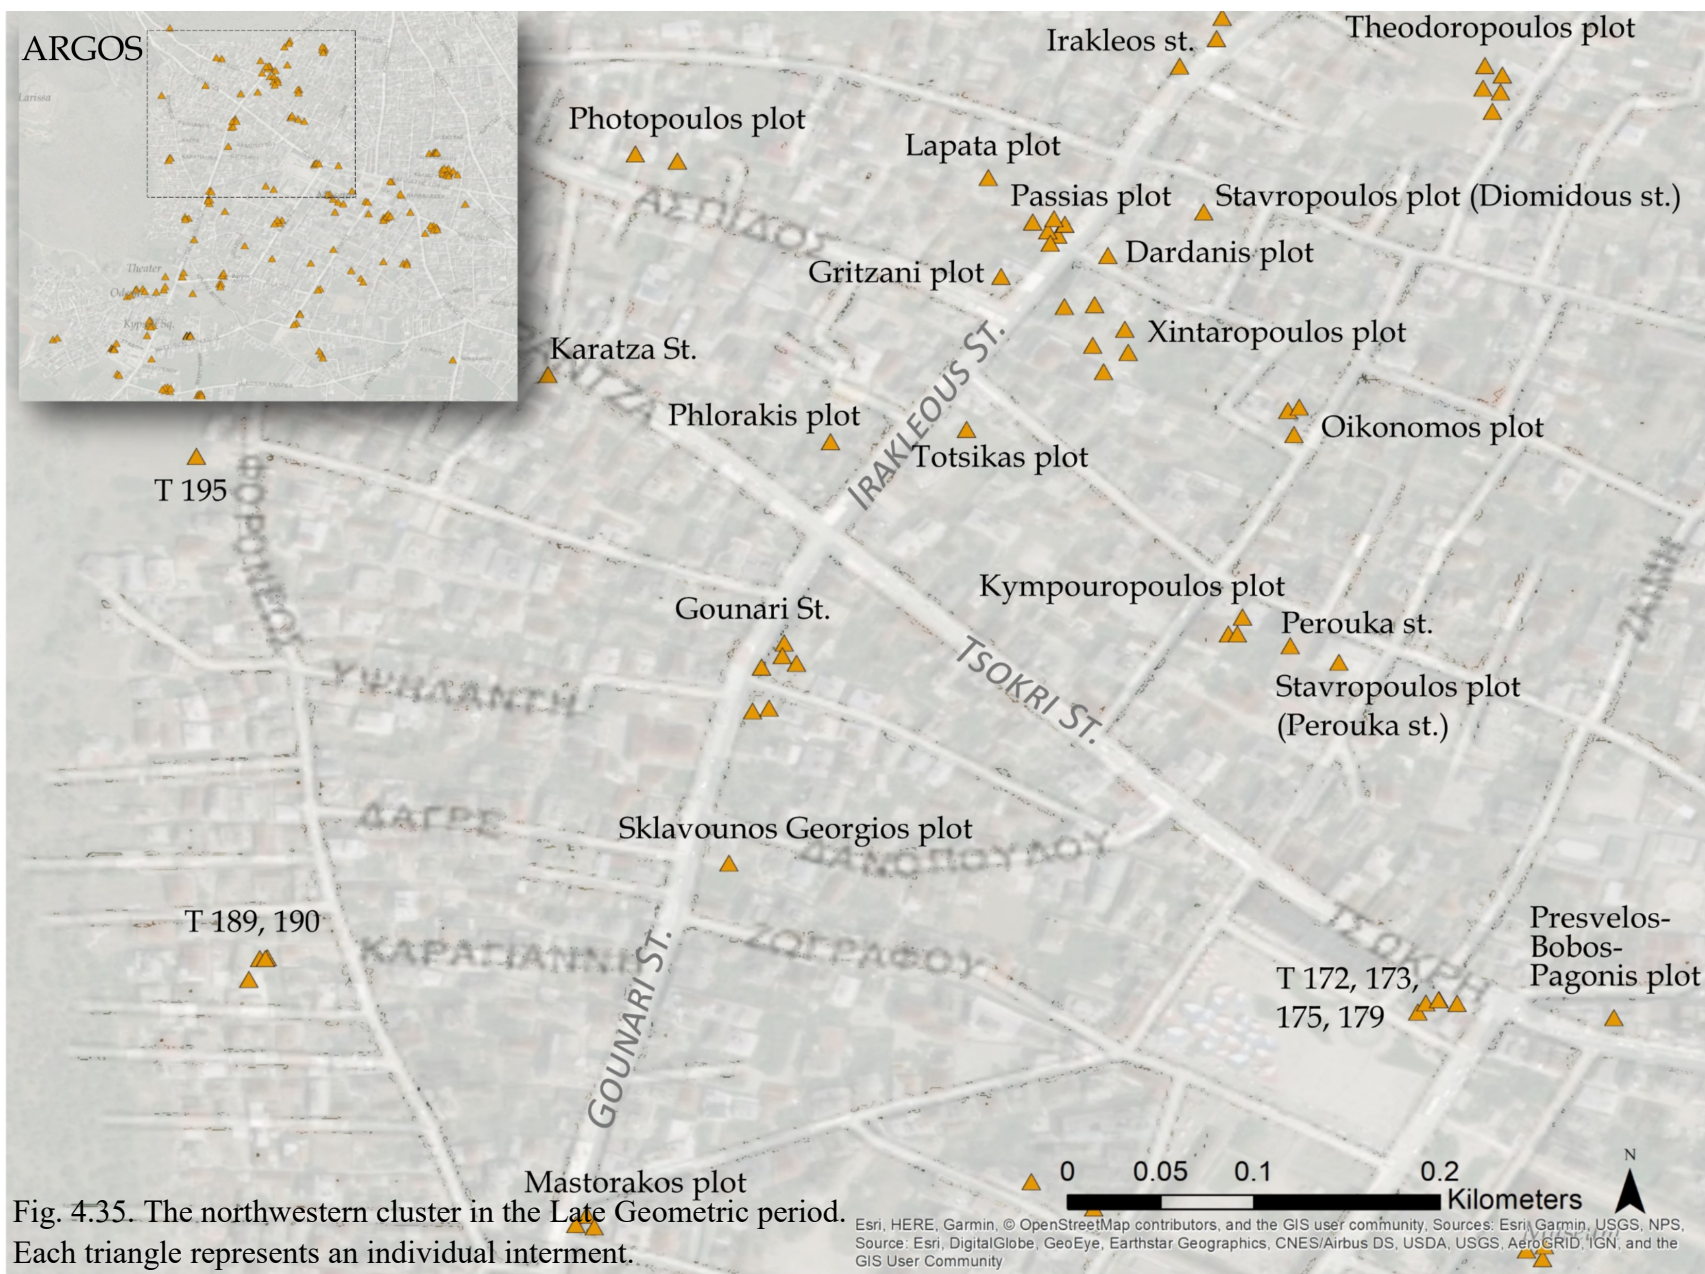 ARGOS
Larissa
Theater
Irakleos st.
Theodoropoulos plot
Photopoulos plot
Lapata plot
ΑΣΠΙΔΟΣ
Passias plot
Stavropoulos plot (Diomidous st.)
Dardanis plot
Gritzani plot
Xintaropoulos plot
Karatza St.
IRAKLEOUS ST.
Phlorakis plot
Totsikas plot
Oikonomos plot
T 195
ΦΟΡΩΝΕΩΣ
Kympouropoulos plot
Gounari St.
Perouka st.
ΖΑΪΜΗ
TSOKRI ST.
ΥΨΗΛΑΝΤΗ
Stavropoulos plot
(Perouka st.)
ΔΑΓΡΕ
Sklavounos Georgios plot
ΔΑΝΟΠΟΥΛΟΥ
T 189, 190
ΚΑΡΑΓΙΑΝΝΗ
ΖΩΓΡΑΦΟΥ
ΤΣΩΚΡΗ
Presvelos-
Bobos-
Pagonis plot
T 172, 173,
175, 179
GOUNARI ST.
Mastorakos plot
0 0.05 0.1 0.2
Kilometers
N
Fig. 4.35. The northwestern cluster in the Late Geometric period.
Each triangle represents an individual interment.
Esri, HERE, Garmin, © OpenStreetMap contributors, and the GIS user community, Sources: Esri, Garmin, USGS, NPS,
Source: Esri, DigitalGlobe, GeoEye, Earthstar Geographics, CNES/Airbus DS, USDA, USGS, AeroGRID, IGN, and the
GIS User Community